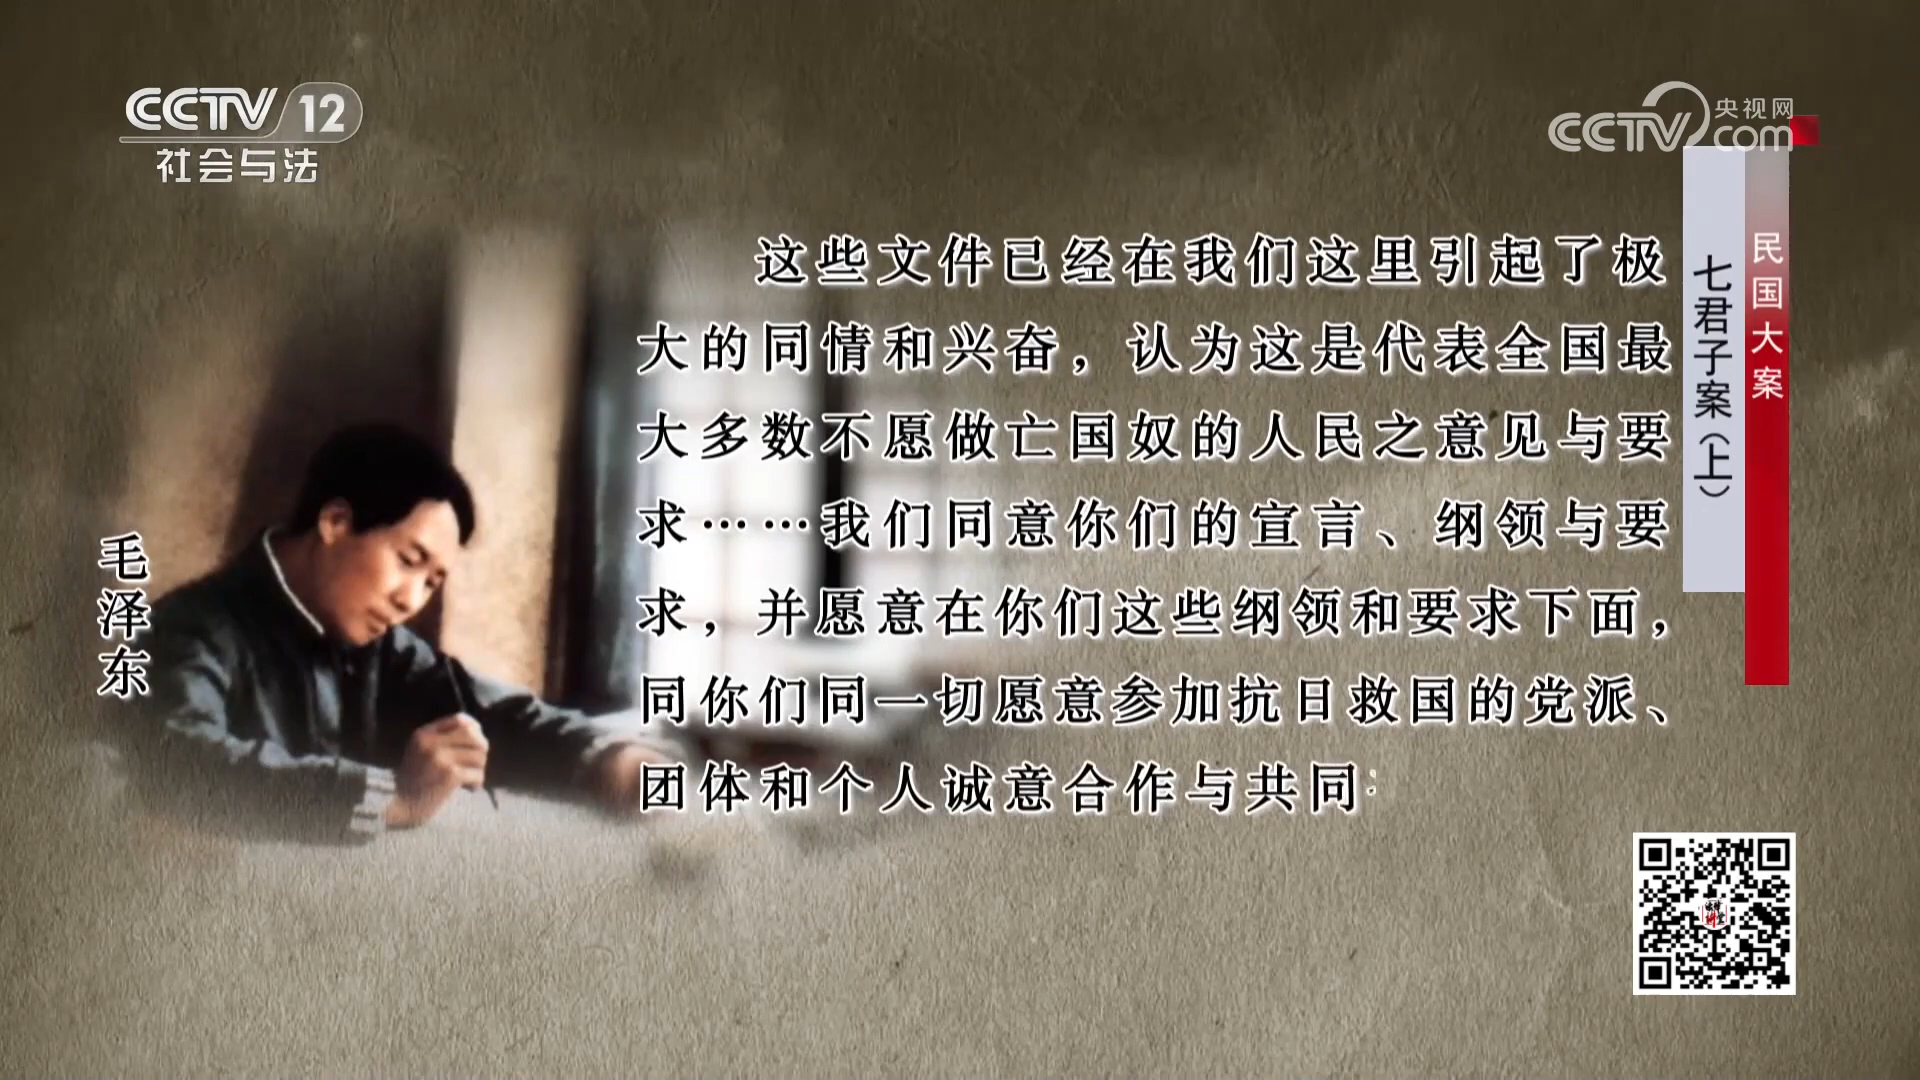 CCTV 12
社会与法
央视网
CCTV.com
民国大案
七君子案（上）
毛泽东
这些文件已经在我们这里引起了极
大的同情和兴奋，认为这是代表全国最
大多数不愿做亡国奴的人民之意见与要
求……我们同意你们的宣言、纲领与要
求，并愿意在你们这些纲领和要求下面，
同你们同一切愿意参加抗日救国的党派、
团体和个人诚意合作与共同